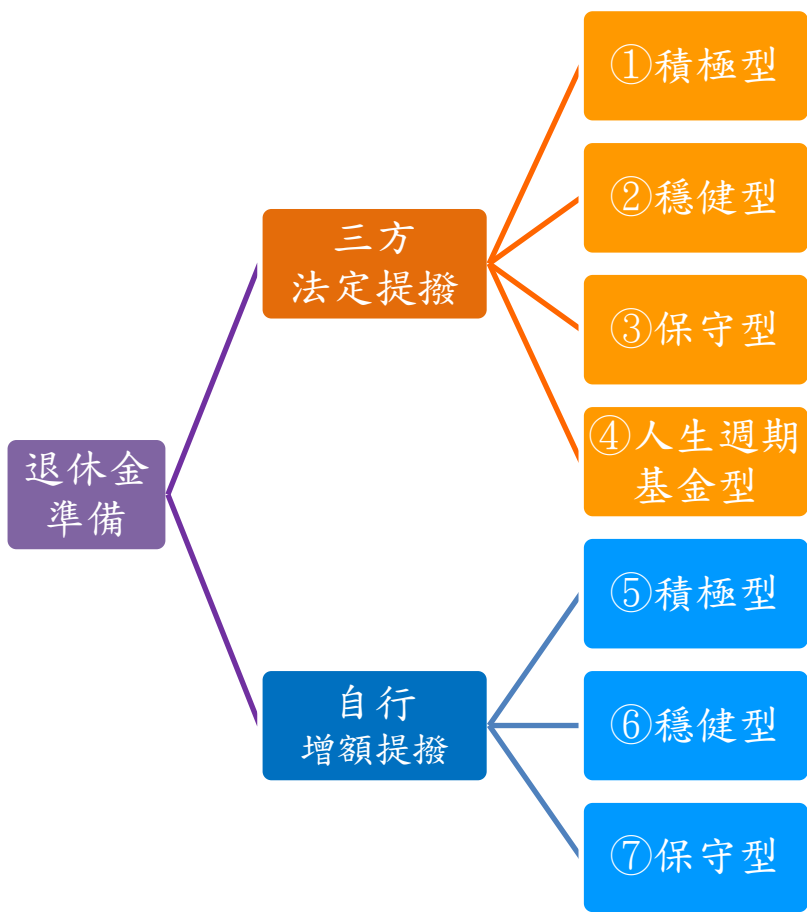 退休金
準備
三方
法定提撥
①積極型
②穩健型
③保守型
④人生週期
基金型
自行
增額提撥
⑤積極型
⑥穩健型
⑦保守型